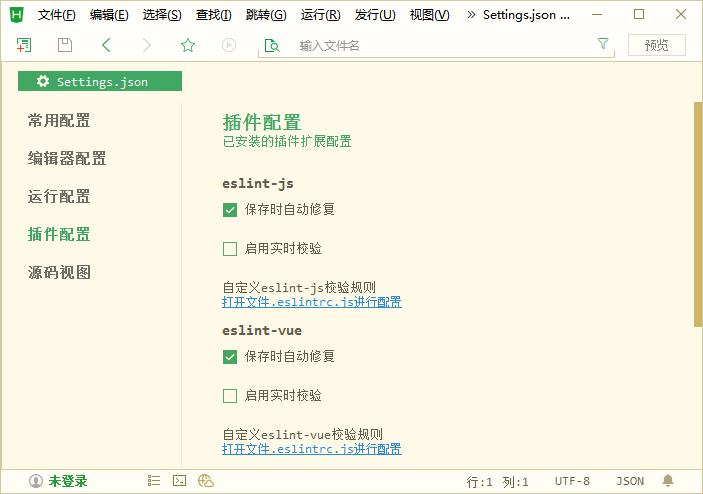 文件(F) 编辑(E) 选择(S) 查找(I) 跳转(G) 运行(R) 发行(U) 视图(V) » Settings.json ...
输入文件名 预览
Settings.json
常用配置
编辑器配置
运行配置
插件配置
源码视图
插件配置
已安装的插件扩展配置
eslint-js
保存时自动修复
启用实时校验
自定义eslint-js校验规则
打开文件.eslintrc.js进行配置
eslint-vue
保存时自动修复
启用实时校验
自定义eslint-vue校验规则
打开文件.eslintrc.js进行配置
未登录 行:1 列:1 UTF-8 JSON